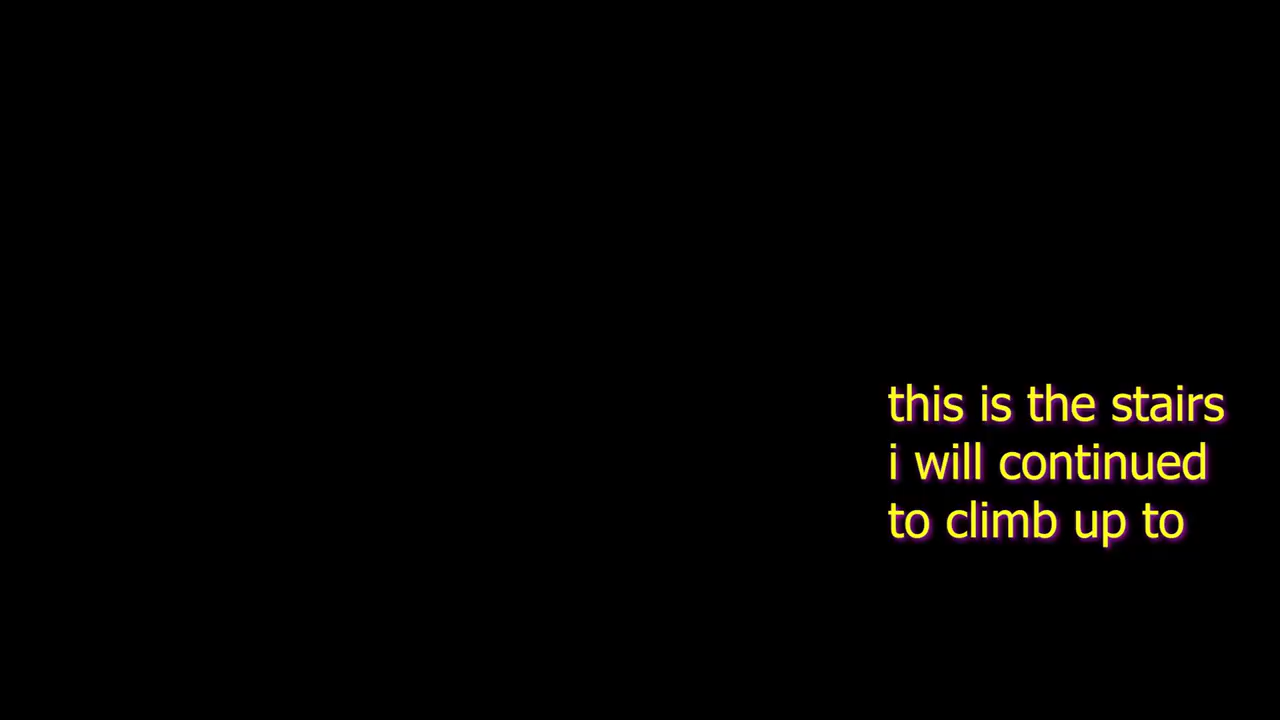 this is the stairs
i will continued
to climb up to